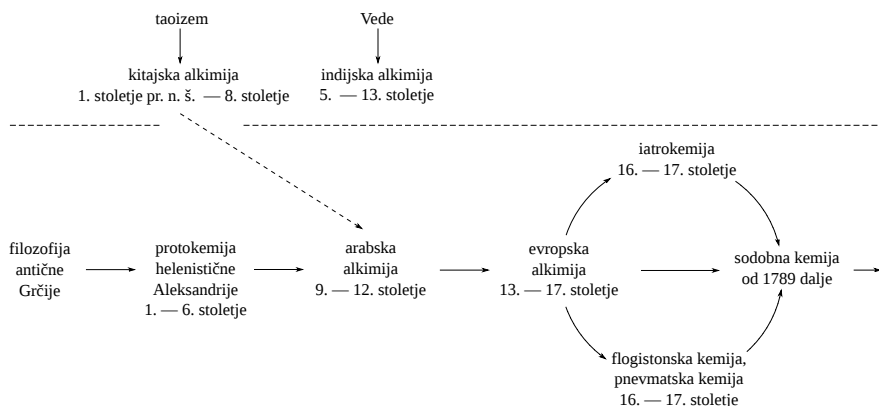 taoizem
kitajska alkimija
1. stoletje pr. n. š. — 8. stoletje
Vede
indijska alkimija
5. — 13. stoletje
filozofija
antične
Grčije
protokemija
helenistične
Aleksandrije
1. — 6. stoletje
arabska
alkimija
9. — 12. stoletje
evropska
alkimija
13. — 17. stoletje
iatrokemija
16. — 17. stoletje
flogistonska kemija,
pnevmatska kemija
16. — 17. stoletje
sodobna kemija
od 1789 dalje